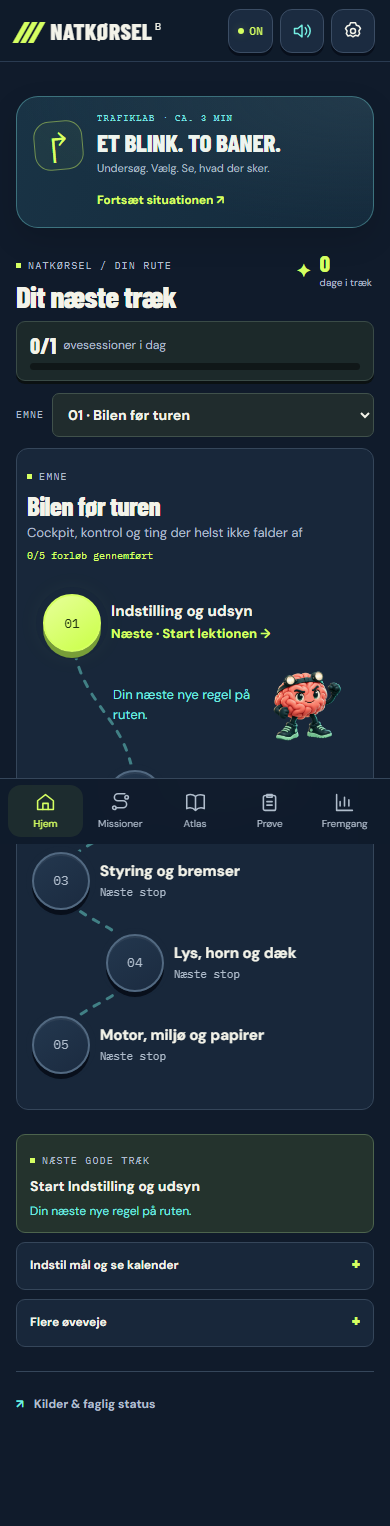 NATKØRSEL B
ON
TRAFIKLAB · CA. 3 MIN
ET BLINK. TO BANER.
Undersøg. Vælg. Se, hvad der sker.
Fortsæt situationen ↗
NATKØRSEL / DIN RUTE
0
dage i træk
Dit næste træk
0/1 øvesessioner i dag
EMNE
01 · Bilen før turen
EMNE
Bilen før turen
Cockpit, kontrol og ting der helst ikke falder af
0/5 forløb gennemført
01
Indstilling og udsyn
Næste · Start lektionen →
Din næste nye regel på
ruten.
Hjem
Missioner
Atlas
Prøve
Fremgang
03
Styring og bremser
Næste stop
04
Lys, horn og dæk
Næste stop
05
Motor, miljø og papirer
Næste stop
NÆSTE GODE TRÆK
Start Indstilling og udsyn
Din næste nye regel på ruten.
Indstil mål og se kalender +
Flere øveveje +
↗ Kilder & faglig status